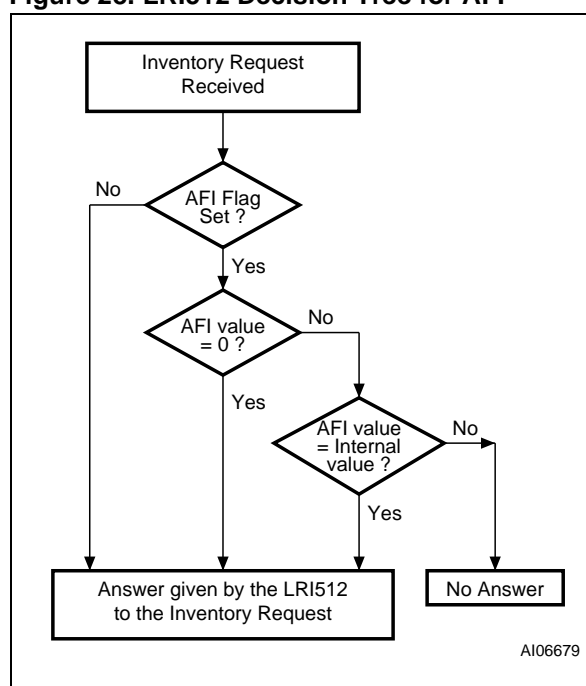 Inventory Request
Received
No
AFI Flag
Set ?
Yes
AFI value
= 0 ?
No
Yes
AFI value
= Internal
value ?
No
Yes
Answer given by the LRI512
to the Inventory Request
No Answer
AI06679